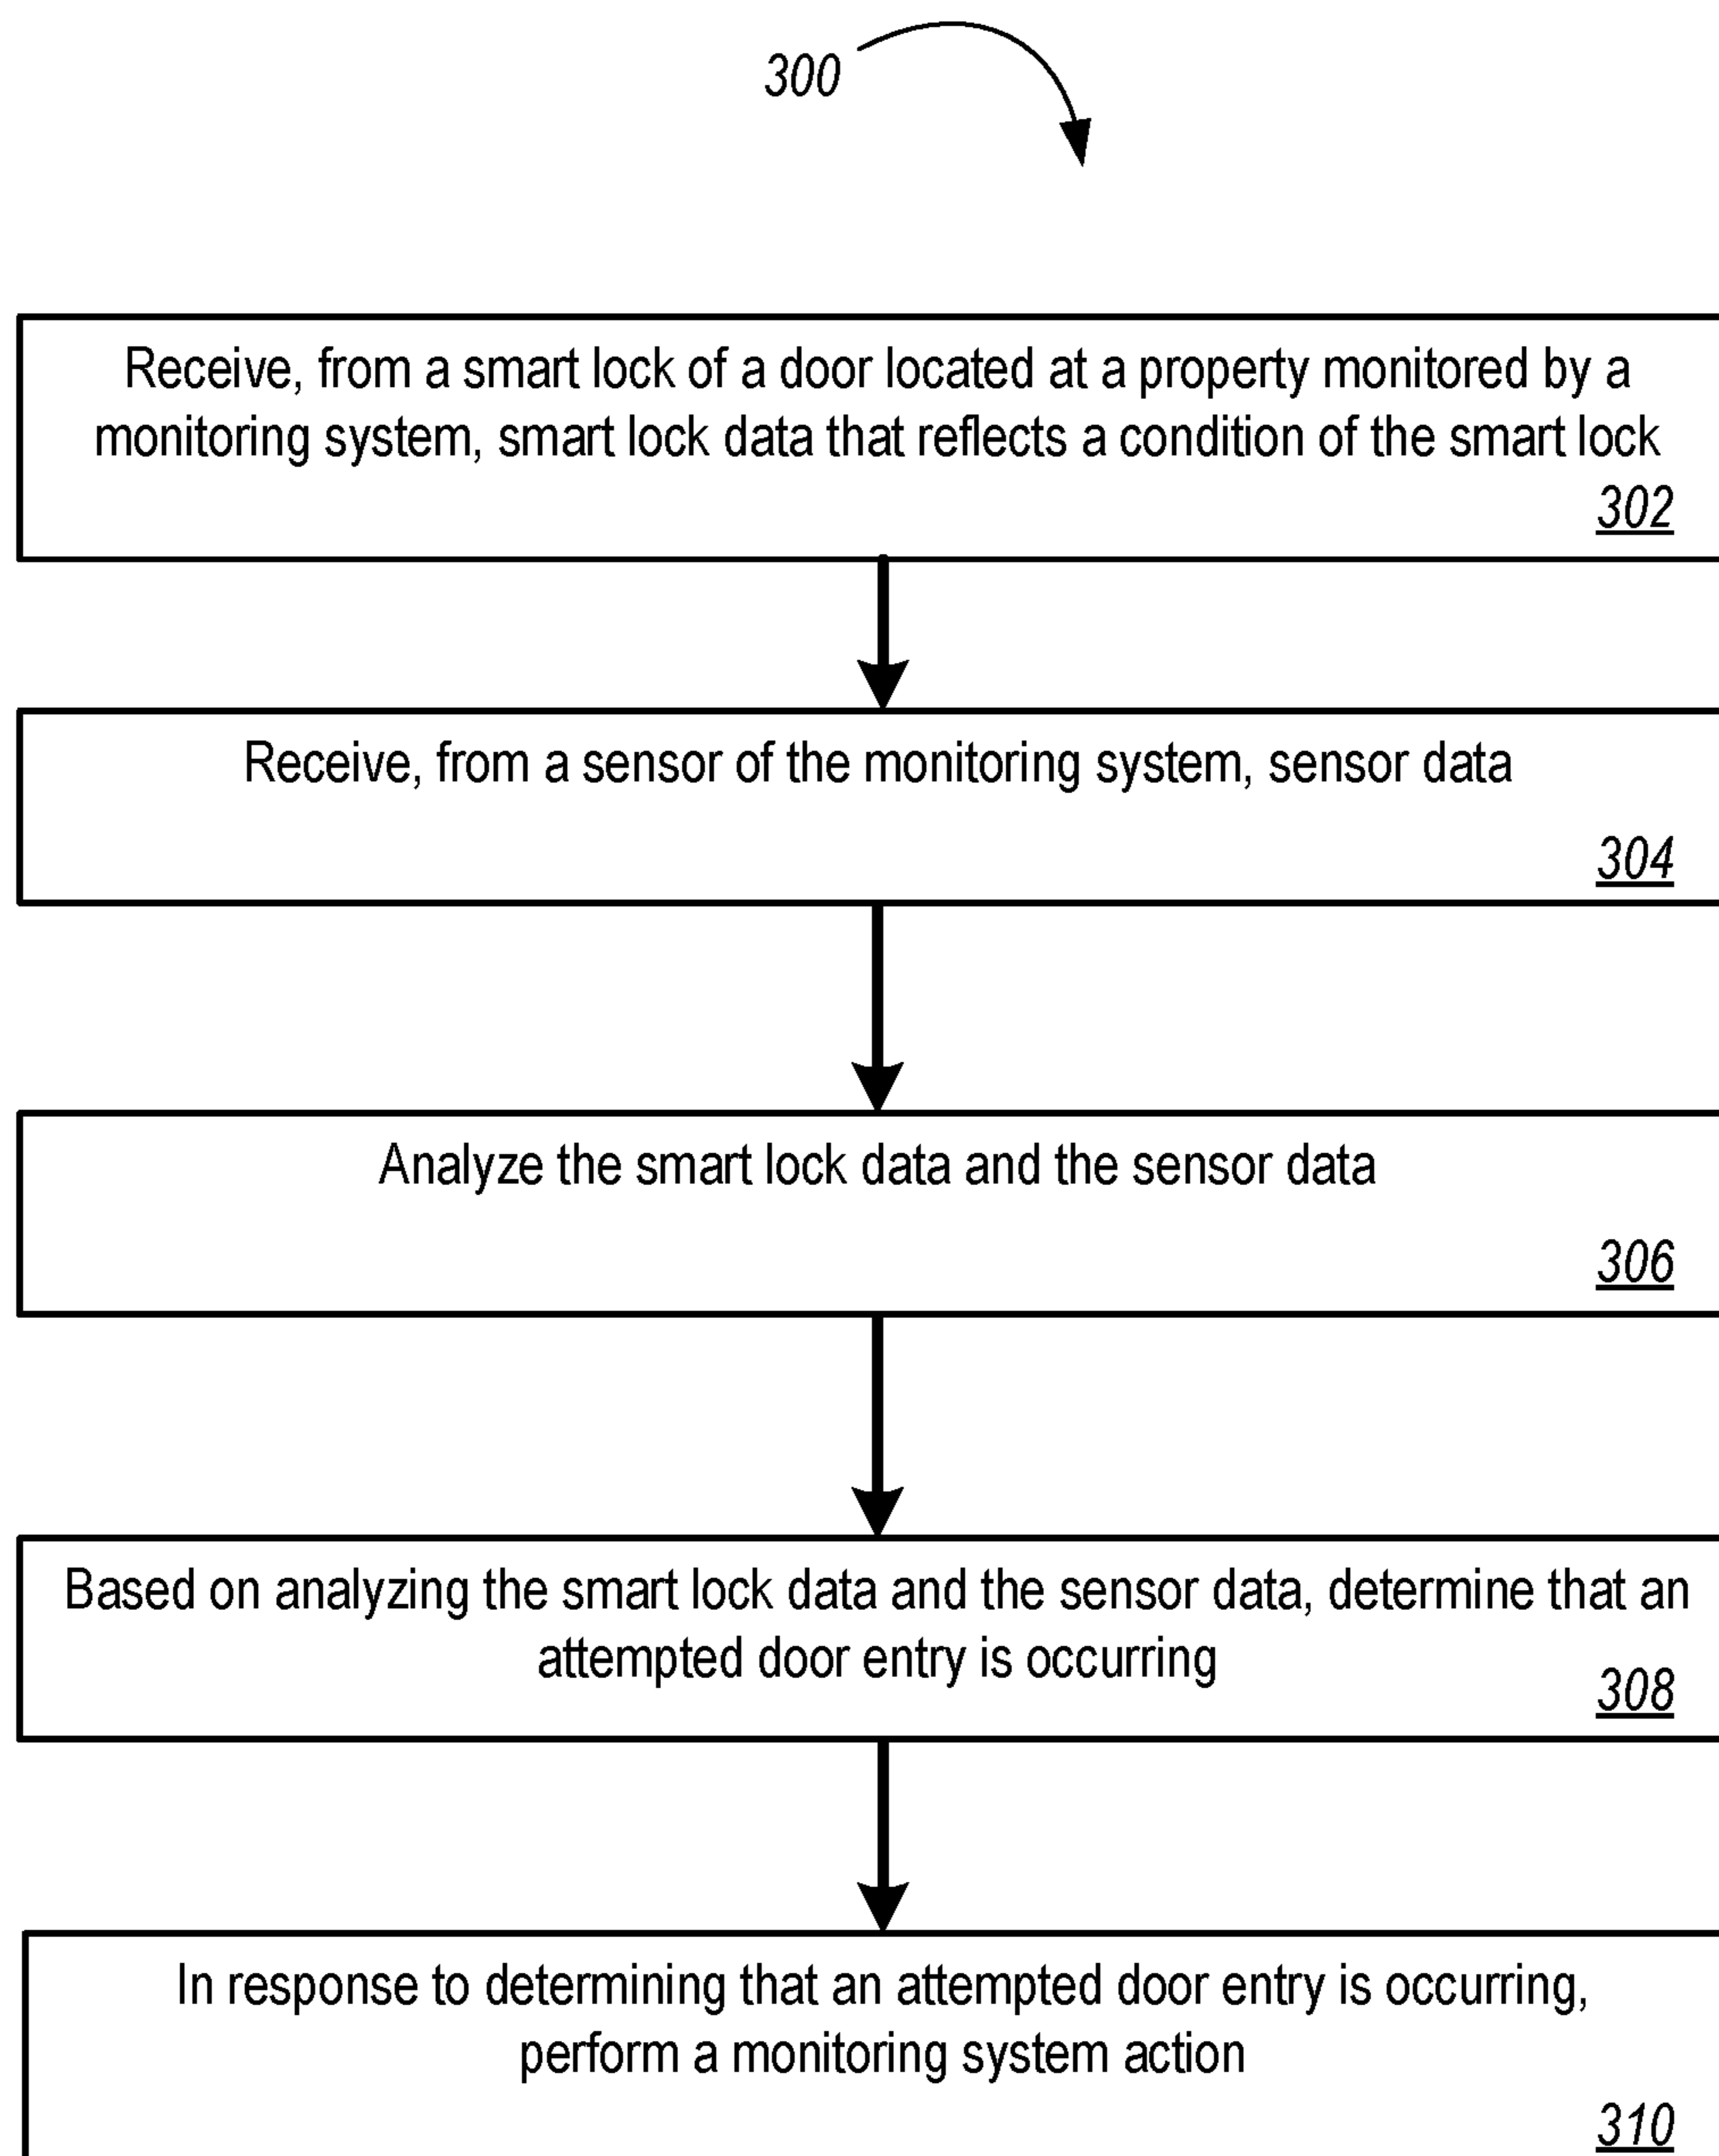 300
Receive, from a smart lock of a door located at a property monitored by a
monitoring system, smart lock data that reflects a condition of the smart lock
302
Receive, from a sensor of the monitoring system, sensor data
304
Analyze the smart lock data and the sensor data
306
Based on analyzing the smart lock data and the sensor data, determine that an
attempted door entry is occurring
308
In response to determining that an attempted door entry is occurring,
perform a monitoring system action
310